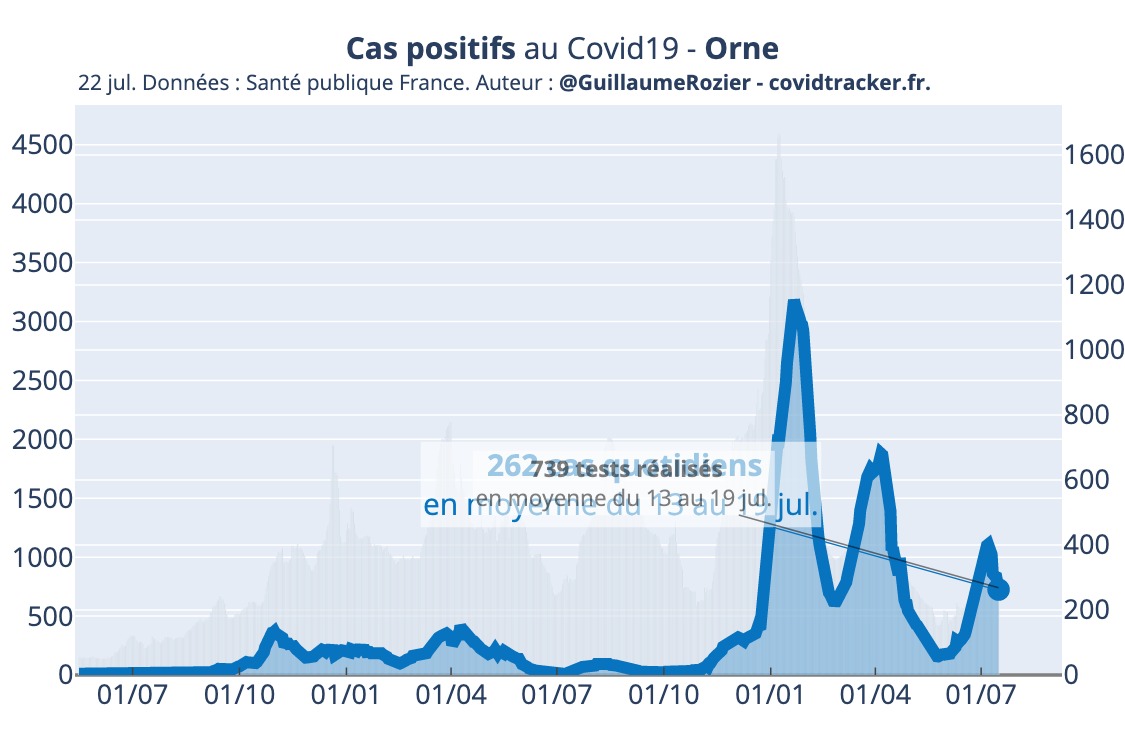 Cas positifs au Covid19 - Orne
22 jul. Données : Santé publique France. Auteur : @GuillaumeRozier - covidtracker.fr.
4500
4000
3500
3000
2500
2000
1500
1000
500
0
1600
1400
1200
1000
800
600
400
200
0
262 cas quotidiens
en moyenne du 13 au 19 jul.
739 tests réalisés
en moyenne du 13 au 19 jul.
01/07 01/10 01/01 01/04 01/07 01/10 01/01 01/04 01/07